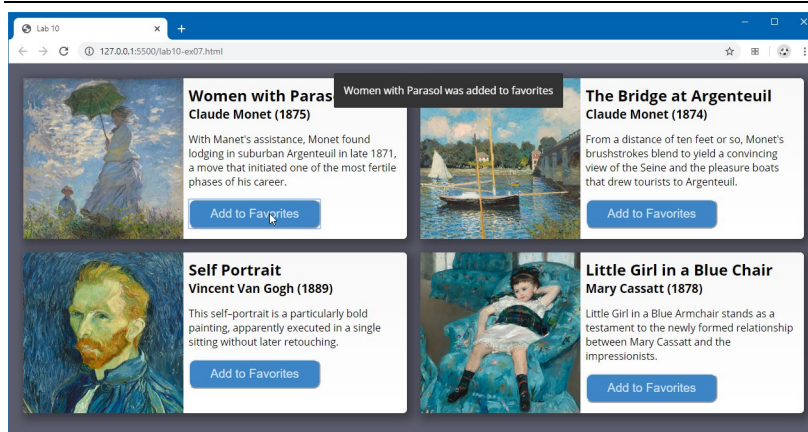 Lab 10
127.0.0.1:5500/lab10-ex07.html
Women with Parasol was added to favorites
Women with Paras
Claude Monet (1875)
With Manet's assistance, Monet found
lodging in suburban Argenteuil in late 1871,
a move that initiated one of the most fertile
phases of his career.
Add to Favorites
The Bridge at Argenteuil
Claude Monet (1874)
From a distance of ten feet or so, Monet's
brushstrokes blend to yield a convincing
view of the Seine and the pleasure boats
that drew tourists to Argenteuil.
Add to Favorites
Self Portrait
Vincent Van Gogh (1889)
This self–portrait is a particularly bold
painting, apparently executed in a single
sitting without later retouching.
Add to Favorites
Little Girl in a Blue Chair
Mary Cassatt (1878)
Little Girl in a Blue Armchair stands as a
testament to the newly formed relationship
between Mary Cassatt and the
impressionists.
Add to Favorites